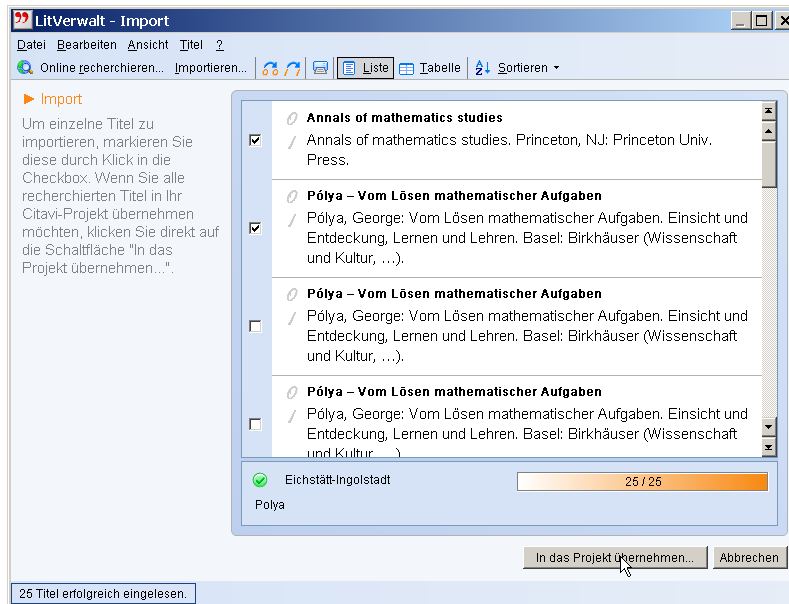 LitVerwalt - Import
Datei Bearbeiten Ansicht Titel ?
Online recherchieren... Importieren... Liste Tabelle Sortieren
Import
Um einzelne Titel zu
importieren, markieren Sie
diese durch Klick in die
Checkbox. Wenn Sie alle
recherchierten Titel in Ihr
Citavi-Projekt übernehmen
möchten, klicken Sie direkt auf
die Schaltfläche "In das
Projekt übernehmen...".
Annals of mathematics studies
Annals of mathematics studies. Princeton, NJ: Princeton Univ.
Press.
Pólya – Vom Lösen mathematischer Aufgaben
Pólya, George: Vom Lösen mathematischer Aufgaben. Einsicht und
Entdeckung, Lernen und Lehren. Basel: Birkhäuser (Wissenschaft
und Kultur, ...).
Pólya – Vom Lösen mathematischer Aufgaben
Pólya, George: Vom Lösen mathematischer Aufgaben. Einsicht und
Entdeckung, Lernen und Lehren. Basel: Birkhäuser (Wissenschaft
und Kultur, ...).
Pólya – Vom Lösen mathematischer Aufgaben
Pólya, George: Vom Lösen mathematischer Aufgaben. Einsicht und
Entdeckung, Lernen und Lehren. Basel: Birkhäuser (Wissenschaft
und Kultur, ...).
Eichstätt-Ingolstadt
25 / 25
Polya
In das Projekt übernehmen... Abbrechen
25 Titel erfolgreich eingelesen.